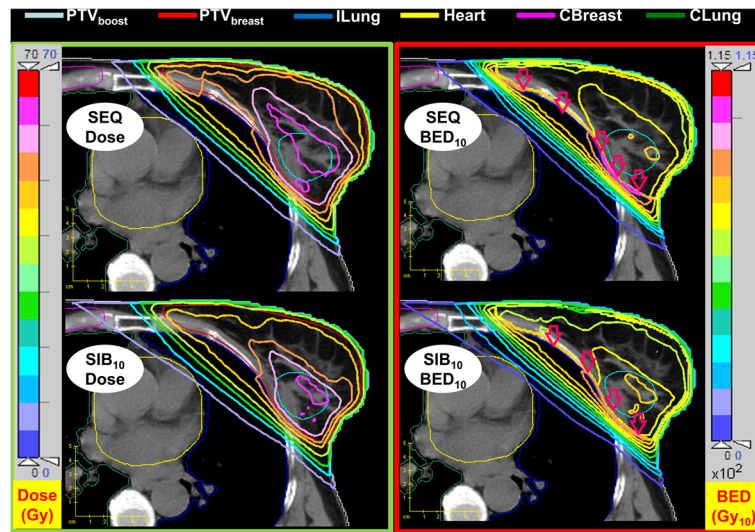 PTVboost PTVbreast ILung Heart CBreast CLung
70 70
SEQ
Dose
SIB10
Dose
0 0
Dose
(Gy)
cm
SEQ
BED10
SIB10
BED10
1.15 1.15
0 0
x10²
BED
(Gy10)